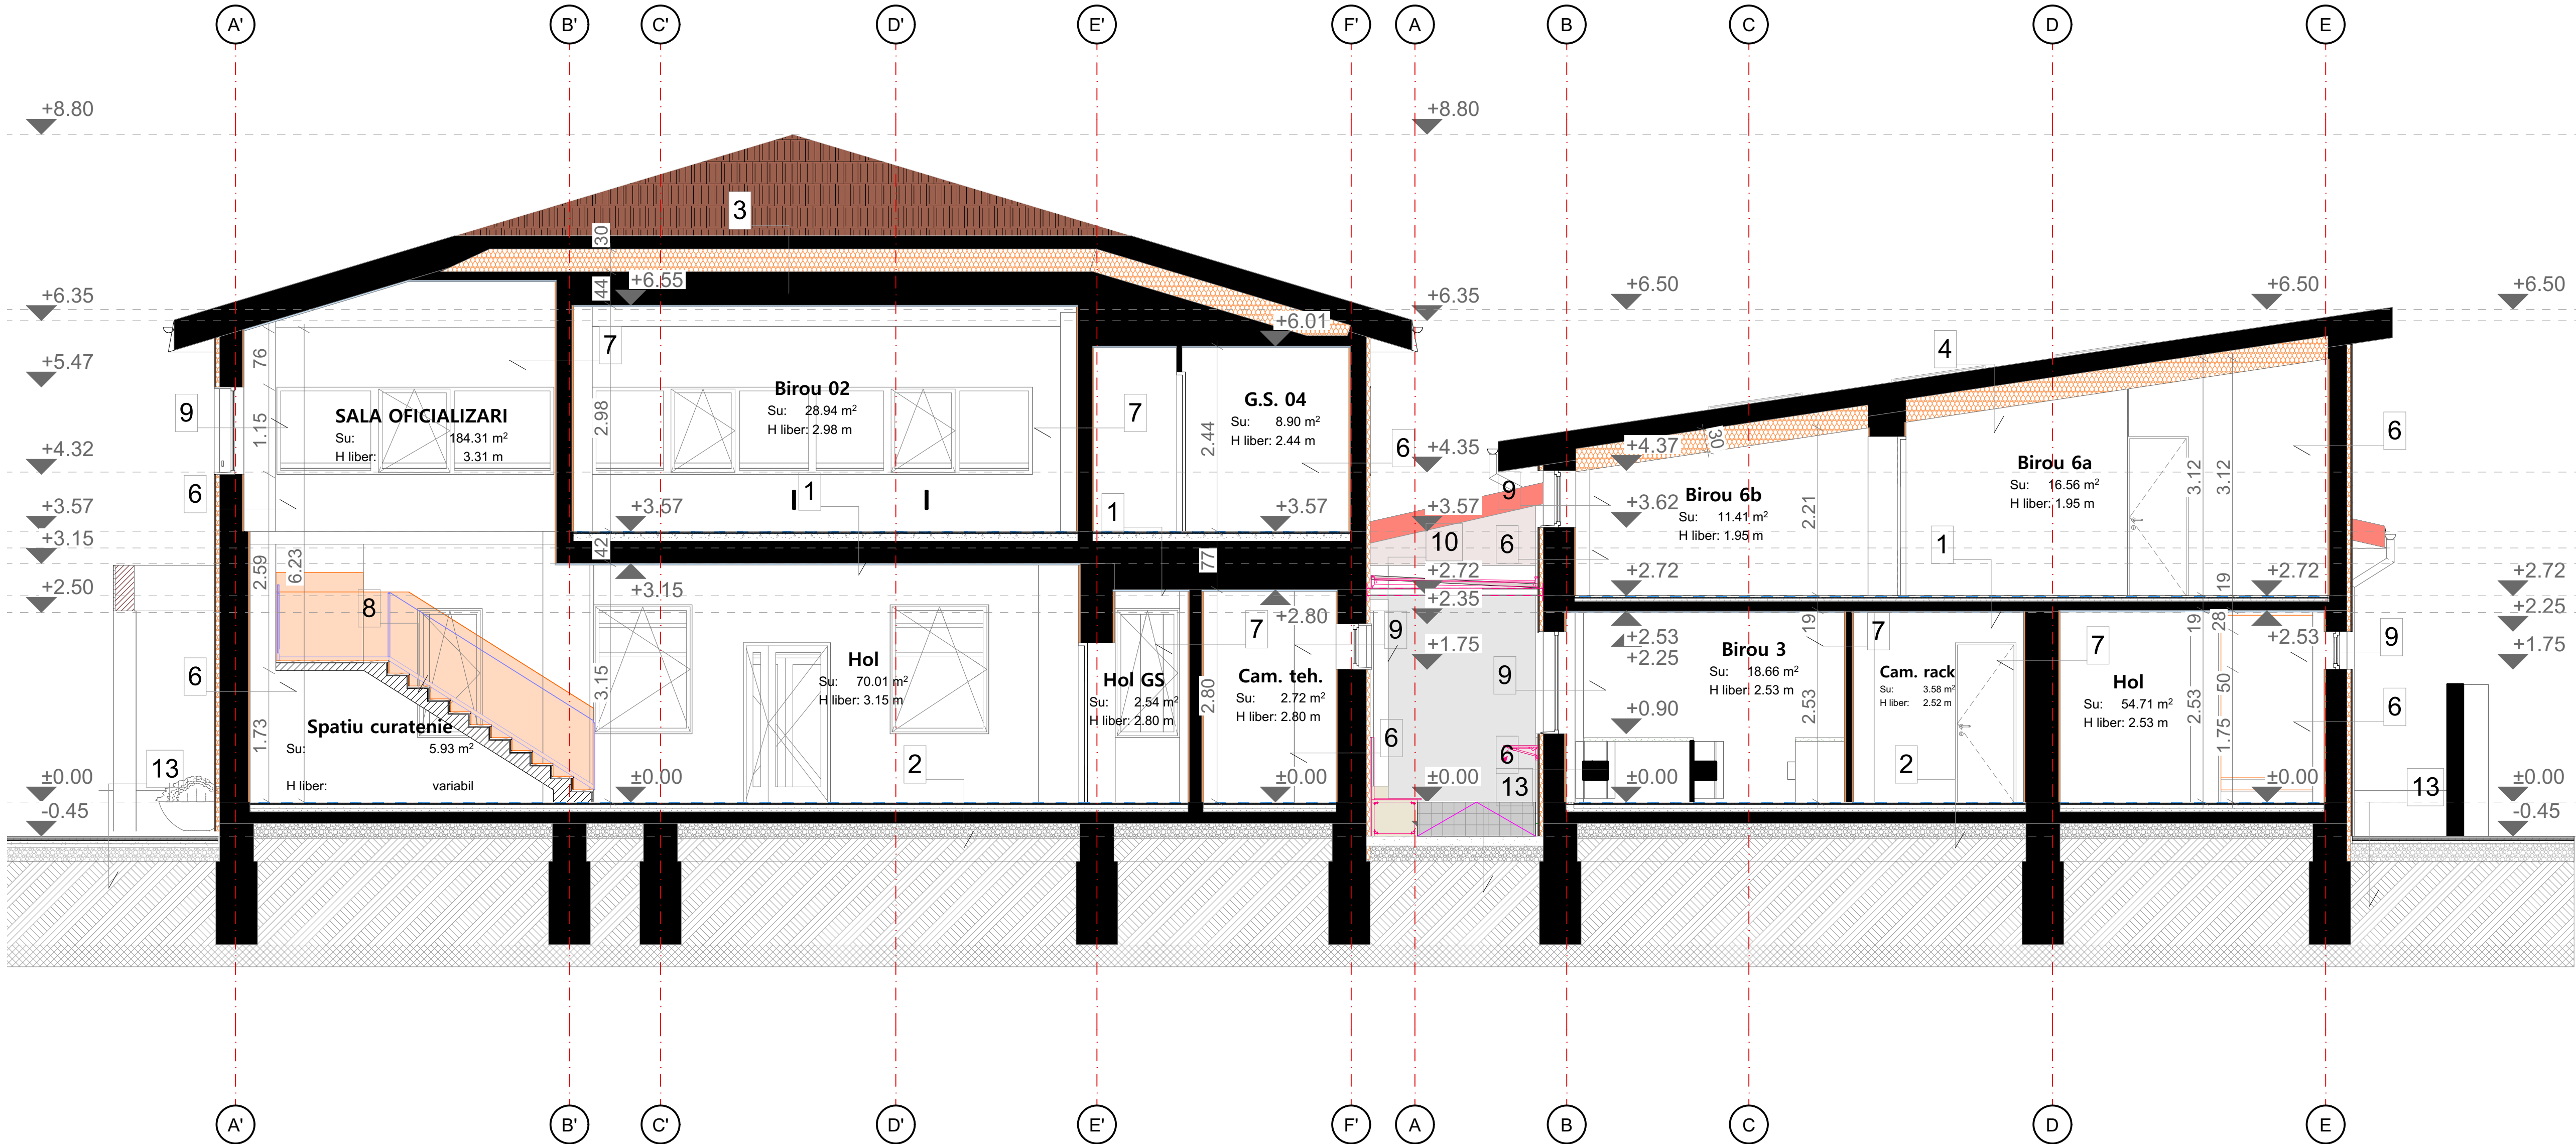 A' B' C' D' E' F' A B C D E
+8.80 +8.80
3
30
+6.55
44
+6.35 +6.35 +6.50 +6.50 +6.50
+6.01
76
7
4
+5.47
Birou 02
Su: 28.94 m²
H liber: 2.98 m
9
SALA OFICIALIZARI
Su: 184.31 m²
H liber: 3.31 m
1.15
2.98
7
G.S. 04
Su: 8.90 m²
H liber: 2.44 m
2.44
6
+4.35
+4.37
30
6
+4.32
Birou 6a
Su: 16.56 m²
H liber: 1.95 m
3.12
3.12
6
1
1
9
Birou 6b
Su: 11.41 m²
H liber: 1.95 m
2.21
+3.57 +3.57 +3.57 +3.57
+3.62
+3.15
42
10
6
1
77
2.59
6.23
+2.72
+2.72
19
+2.72
+2.72
+2.50
+3.15
+2.35
8
+2.80
7
9
+2.53
+2.25
19
7
19
28
+2.53
+2.25
9
+1.75
+1.75
7
Hol
Su: 70.01 m²
H liber: 3.15 m
3.15
Birou 3
Su: 18.66 m²
H liber: 2.53 m
9
6
Hol GS
Su: 2.54 m²
H liber: 2.80 m
2.80
Cam. teh.
Su: 2.72 m²
H liber: 2.80 m
Cam. rack
Su: 3.58 m²
H liber: 2.52 m
Hol
Su: 54.71 m²
H liber: 2.53 m
2.53
2.53
50
1.75
6
Spatiu curatenie
Su: 5.93 m²
H liber: variabil
1.73
+0.90
6
6
13
2
2
±0.00 ±0.00 ±0.00 ±0.00 ±0.00 ±0.00 ±0.00
13
13
-0.45 -0.45
A' B' C' D' E' F' A B C D E